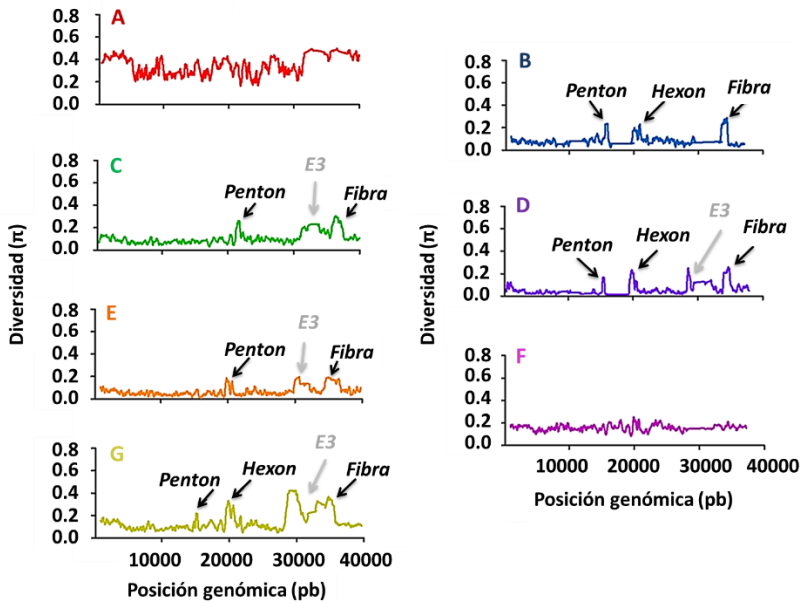 A
0.8
0.6
0.4
0.2
0.0
B
Penton
Hexon
Fibra
0.8
0.6
0.4
0.2
0.0
C
Penton
E3
Fibra
0.8
0.6
0.4
0.2
0.0
D
Penton
Hexon
E3
Fibra
0.8
0.6
0.4
0.2
0.0
Diversidad (π)
Diversidad (π)
E
Penton
E3
Fibra
0.8
0.6
0.4
0.2
0.0
F
0.8
0.6
0.4
0.2
0.0
G
Penton
Hexon
E3
Fibra
0.8
0.6
0.4
0.2
0.0
10000 20000 30000 40000
Posición genómica (pb)
10000 20000 30000 40000
Posición genómica (pb)